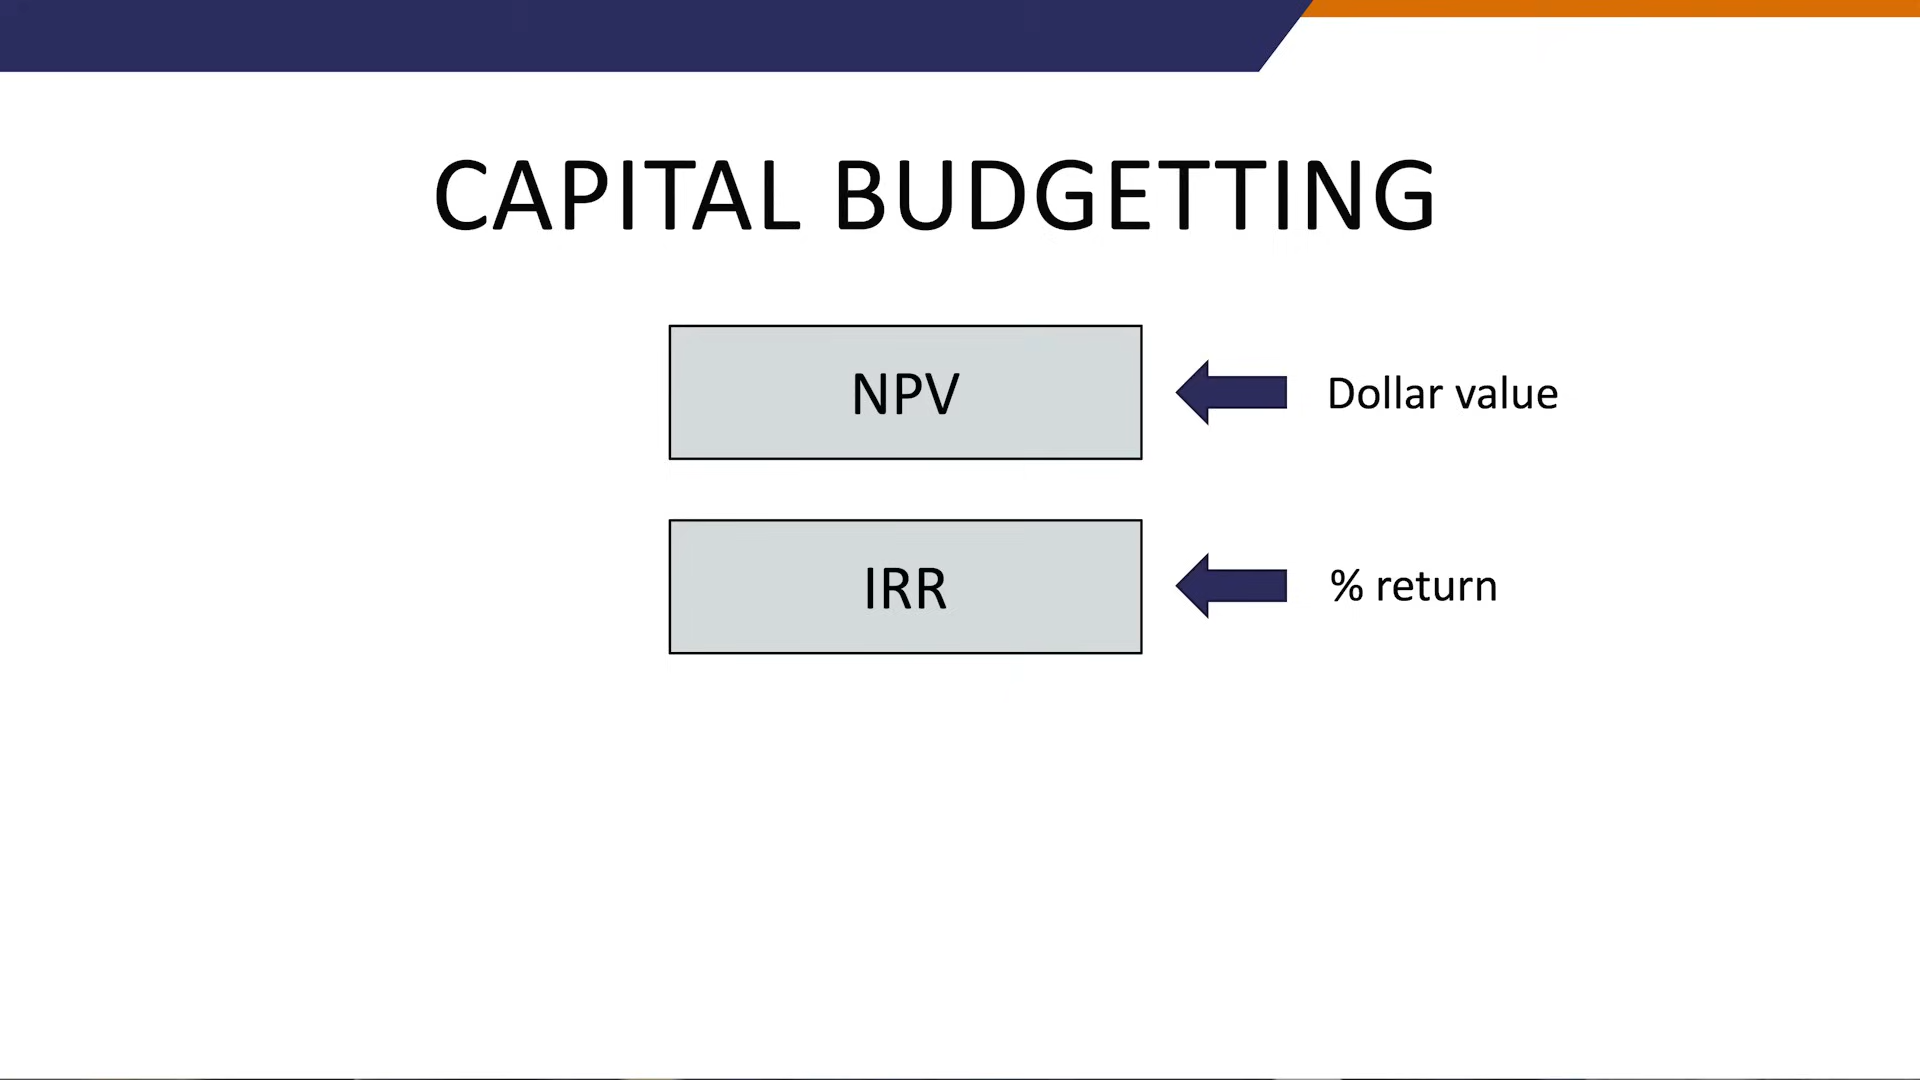 CAPITAL BUDGETTING
NPV
Dollar value
IRR
% return